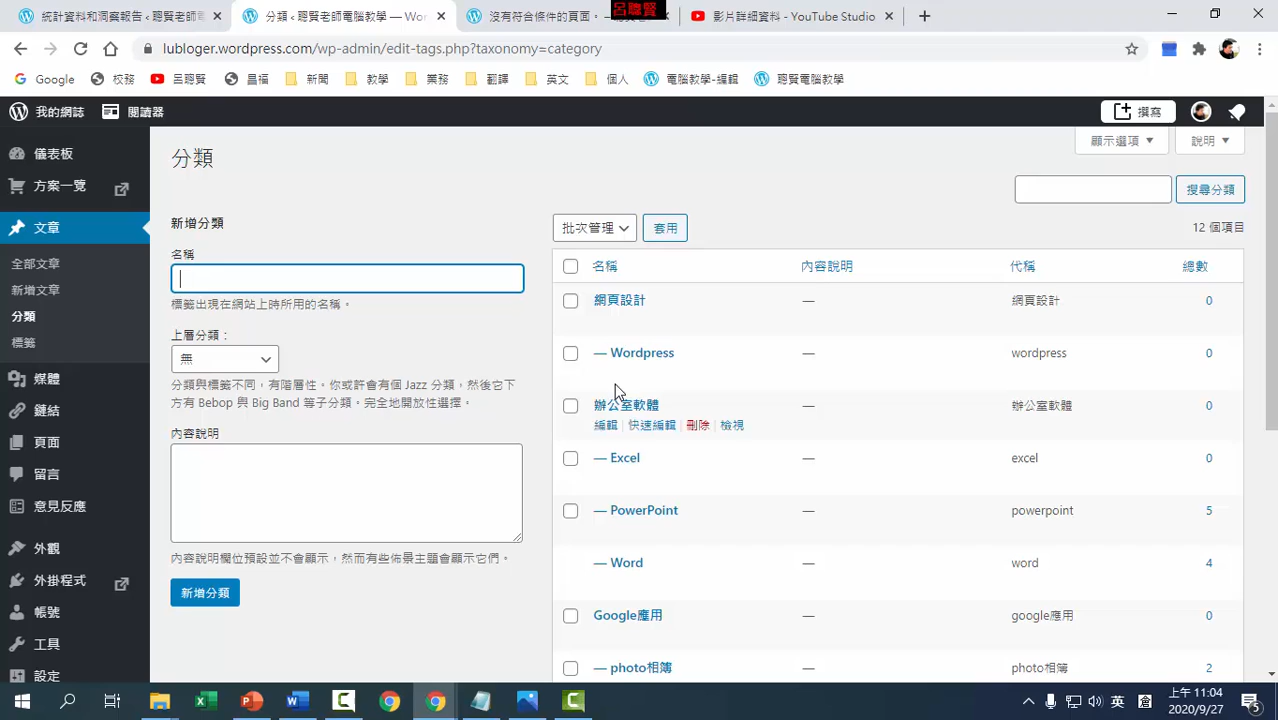 統計資料和洞察報告 ‹ 聰賢老師電
分類 ‹ 聰賢老師電腦教學 — Wor
沒有符合條件的頁面。
呂聰賢
影片詳細資料 - YouTube Studio
lubloger.wordpress.com/wp-admin/edit-tags.php?taxonomy=category
Google
校務
呂聰賢
昌福
新聞
教學
業務
翻譯
英文
個人
電腦教學-編輯
聰賢電腦教學
我的網誌
閱讀器
撰寫
儀表板
方案一覽
文章
全部文章
新增文章
分類
標籤
媒體
鏈結
頁面
留言
意見反應
外觀
外掛程式
帳號
工具
設定
分類
顯示選項
說明
搜尋分類
新增分類
名稱
標籤出現在網站上時所用的名稱。
上層分類：
無
分類與標籤不同，有階層性。你或許會有個 Jazz 分類，然後它下
方有 Bebop 與 Big Band 等子分類。完全地開放性選擇。
內容說明
內容說明欄位預設並不會顯示，然而有些佈景主題會顯示它們。
新增分類
批次管理
套用
12 個項目
名稱 內容說明 代稱 總數
網頁設計 — 網頁設計 0
— Wordpress — wordpress 0
辦公室軟體 — 辦公室軟體 0
編輯 | 快速編輯 | 刪除 | 檢視
— Excel — excel 0
— PowerPoint — powerpoint 5
— Word — word 4
Google應用 — google應用 0
— photo相簿 — photo相簿 2
英
上午 11:04
2020/9/27
5